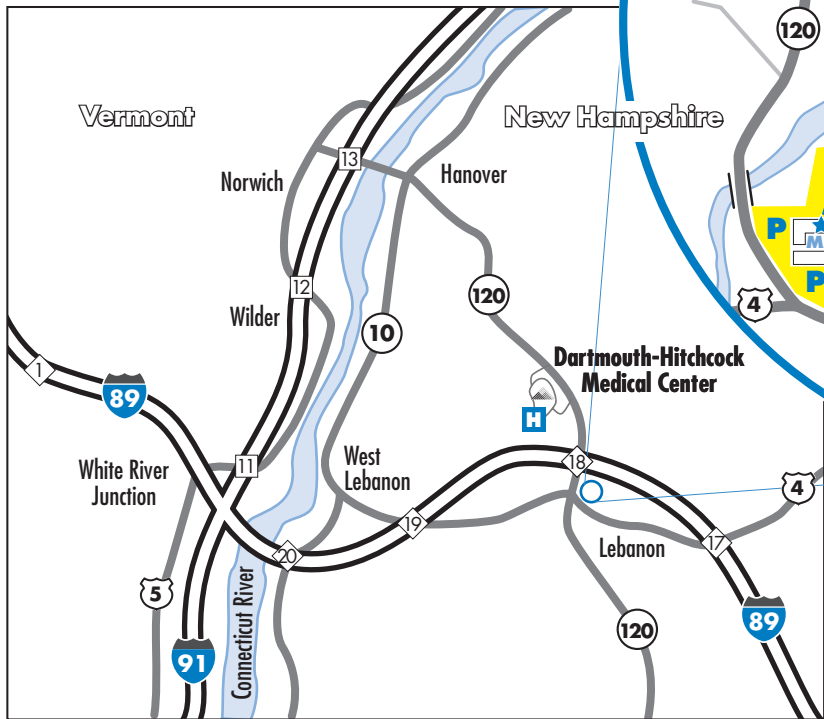 120
Vermont
New Hampshire
13
Norwich
Hanover
P
M
P
12
120
4
Wilder
10
1
89
Dartmouth-Hitchcock
Medical Center
H
White River
Junction
11
West
Lebanon
18
4
19
17
Lebanon
20
5
Connecticut River
89
120
91